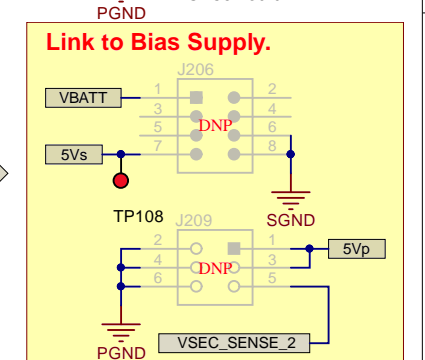 PGND
Link to Bias Supply.
J206
VBATT 1 2
3 4
DNP
5 6
5Vs 7 8
TP108 SGND
J209
2 1 5Vp
4 3
DNP
6 5
VSEC_SENSE_2
PGND